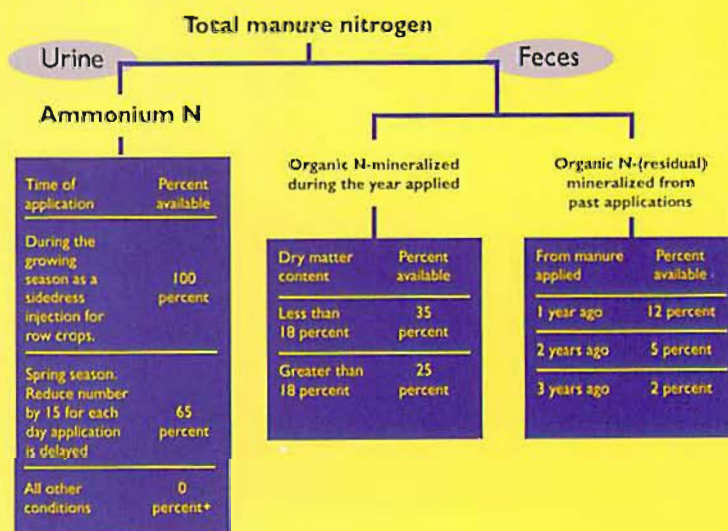 Total manure nitrogen
Urine
Feces
Ammonium N
Time of application
Percent available
During the growing season as a sidedress injection for row crops.
100 percent
Spring season. Reduce number by 15 for each day application is delayed
65 percent
All other conditions
0 percent+
Organic N-mineralized
during the year applied
Dry matter content
Percent available
Less than 18 percent
35 percent
Greater than 18 percent
25 percent
Organic N-(residual)
mineralized from
past applications
From manure applied
Percent available
1 year ago
12 percent
2 years ago
5 percent
3 years ago
2 percent